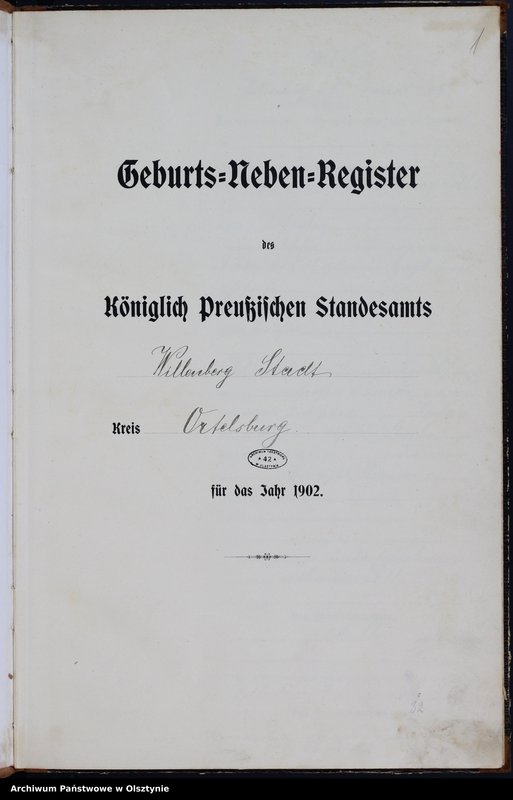 1
Geburts=Neben=Register
des
Königlich Preußischen Standesamts
Willenberg Stadt
Kreis Ortelsburg.
42
für das Jahr 1902.
Archiwum Państwowe w Olsztynie